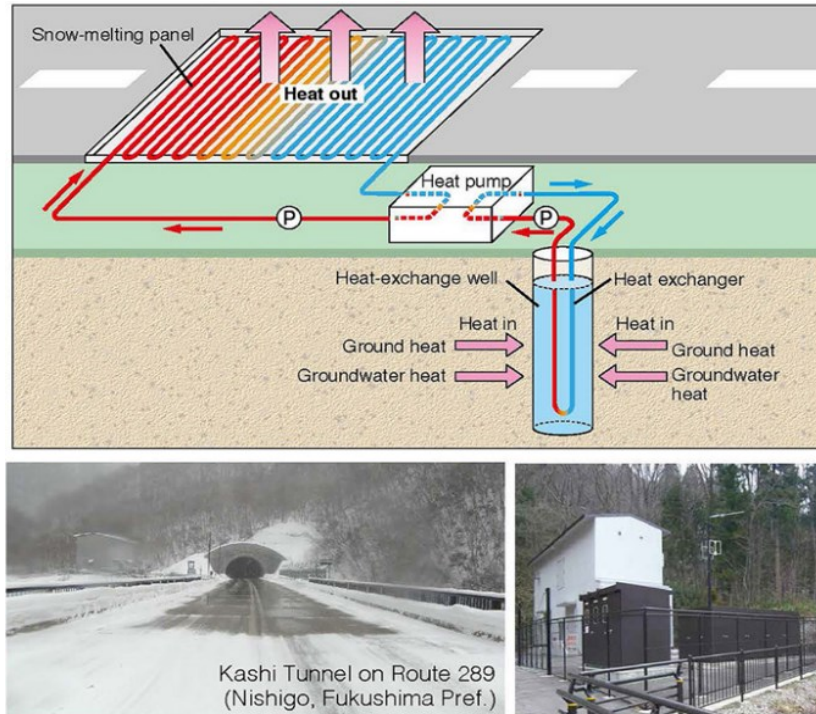 Snow-melting panel
Heat out
Heat pump
P
P
Heat-exchange well
Heat exchanger
Heat in
Heat in
Ground heat
Ground heat
Groundwater heat
Groundwater
heat
Kashi Tunnel on Route 289
(Nishigo, Fukushima Pref.)